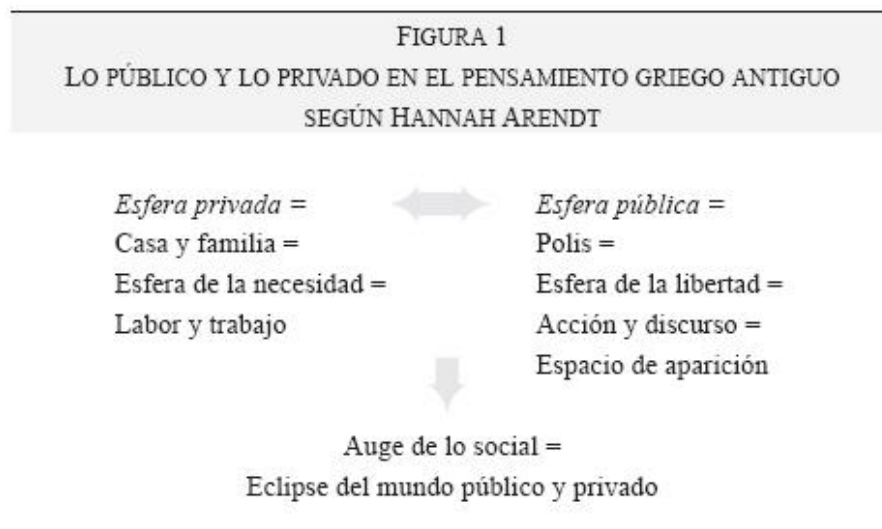 FIGURA 1
LO PÚBLICO Y LO PRIVADO EN EL PENSAMIENTO GRIEGO ANTIGUO
SEGÚN HANNAH ARENDT
Esfera privada =
Casa y familia =
Esfera de la necesidad =
Labor y trabajo
Esfera pública =
Polis =
Esfera de la libertad =
Acción y discurso =
Espacio de aparición
Auge de lo social =
Eclipse del mundo público y privado